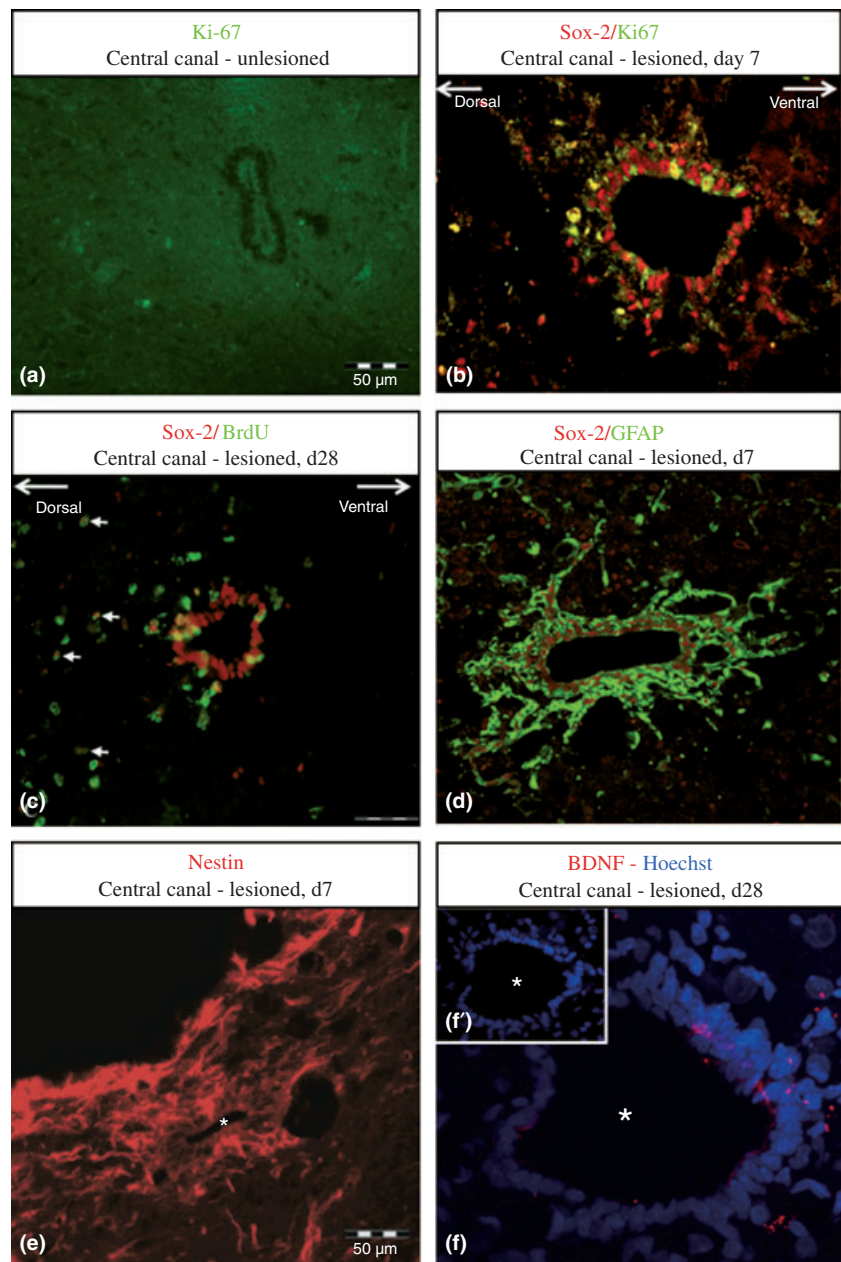 Ki-67
Central canal - unlesioned
(a)
50 µm
Sox-2/Ki67
Central canal - lesioned, day 7
Dorsal
Ventral
(b)
Sox-2/BrdU
Central canal - lesioned, d28
Dorsal
Ventral
(c)
Sox-2/GFAP
Central canal - lesioned, d7
(d)
Nestin
Central canal - lesioned, d7
*
(e)
50 µm
BDNF - Hoechst
Central canal - lesioned, d28
*
(f′)
*
(f)